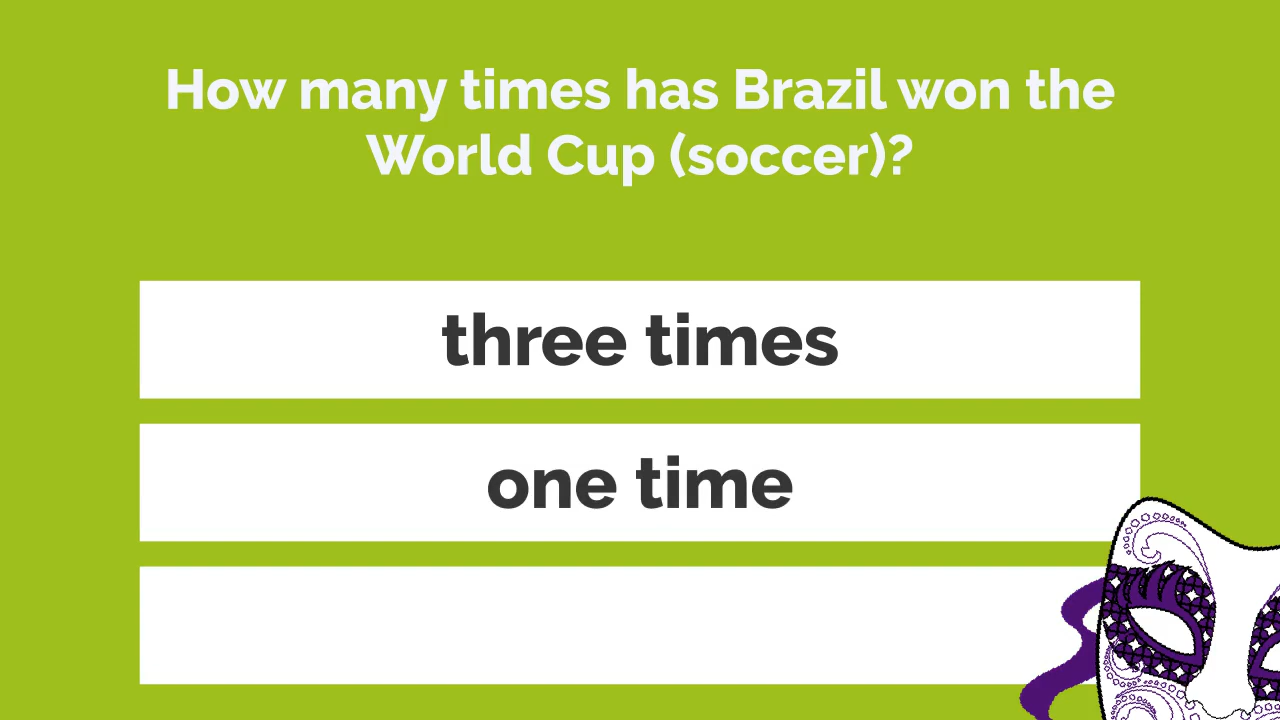 How many times has Brazil won the
World Cup (soccer)?
three times
one time